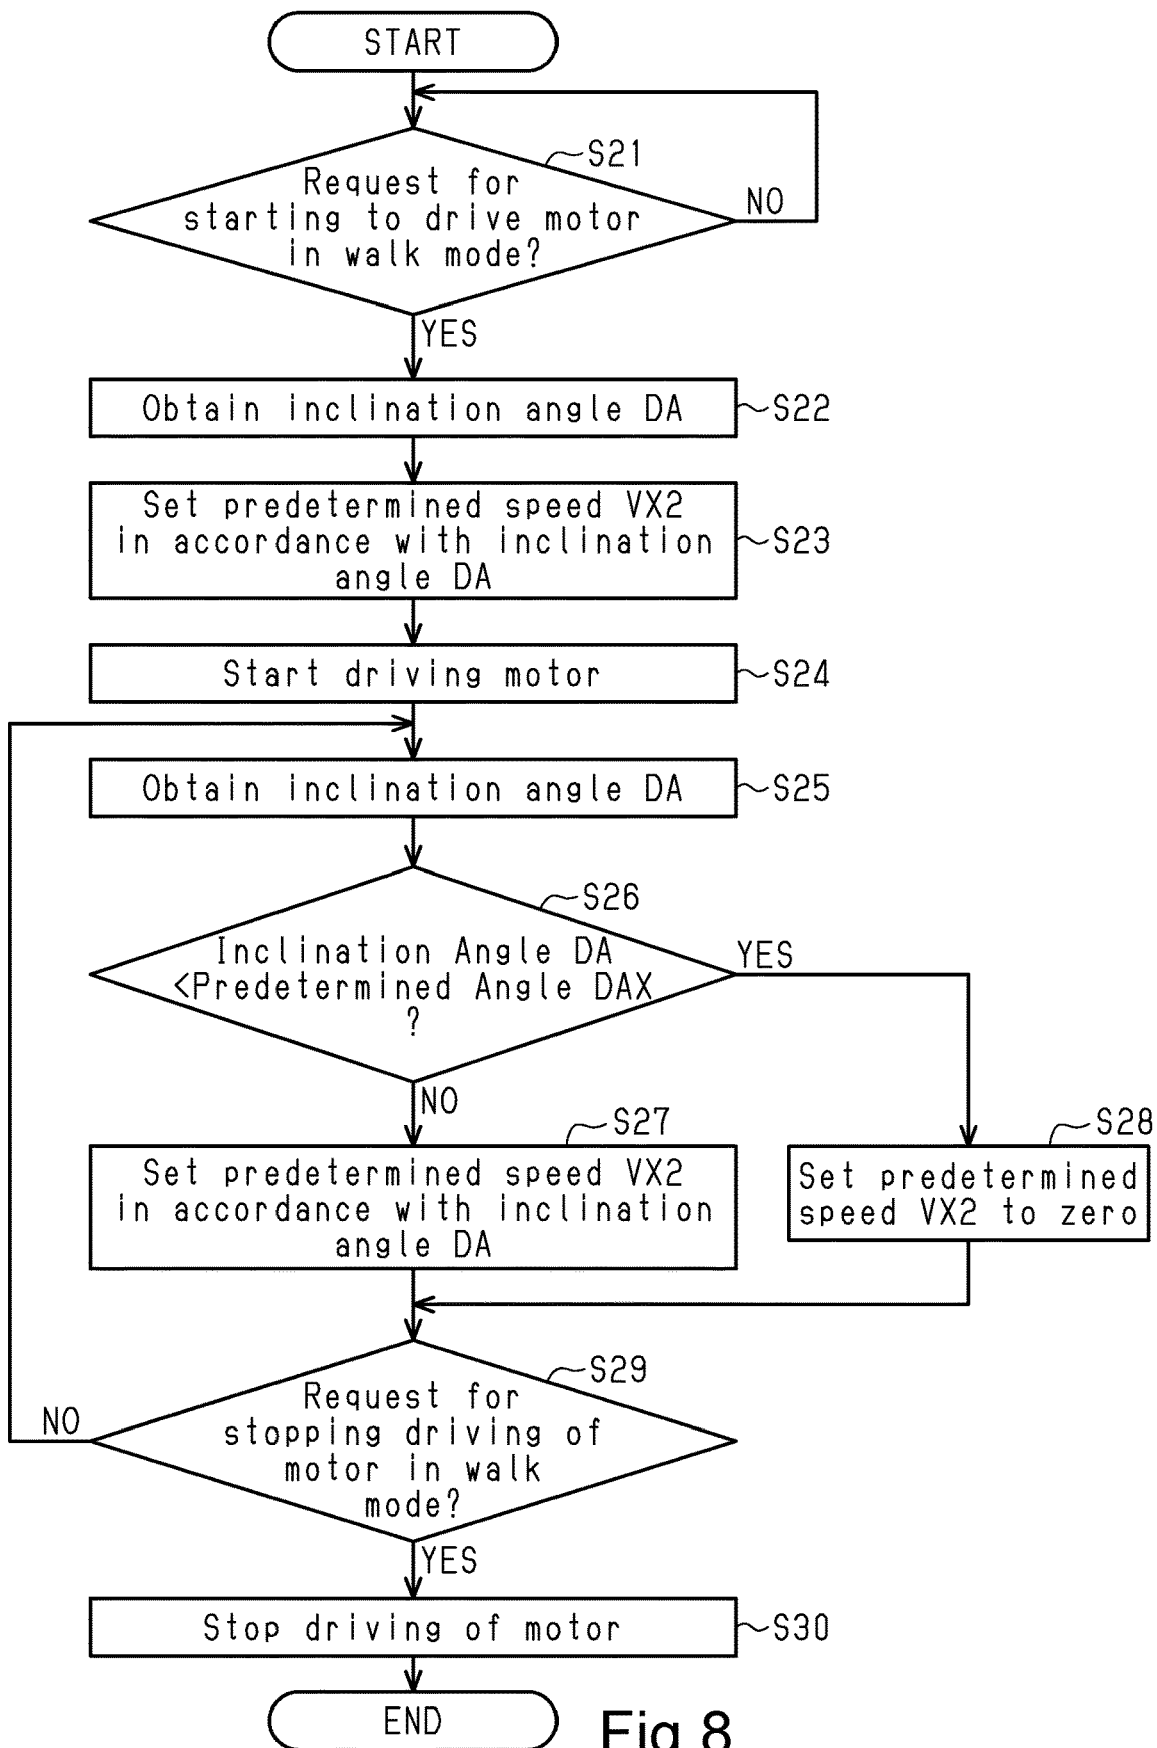 START
S21
Request for
starting to drive motor
in walk mode?
NO
YES
Obtain inclination angle DA
S22
Set predetermined speed VX2
in accordance with inclination
angle DA
S23
Start driving motor
S24
Obtain inclination angle DA
S25
S26
Inclination Angle DA
<Predetermined Angle DAX
?
YES
NO
S27
Set predetermined speed VX2
in accordance with inclination
angle DA
S28
Set predetermined
speed VX2 to zero
S29
Request for
stopping driving of
motor in walk
mode?
NO
YES
Stop driving of motor
S30
END
Fig.8